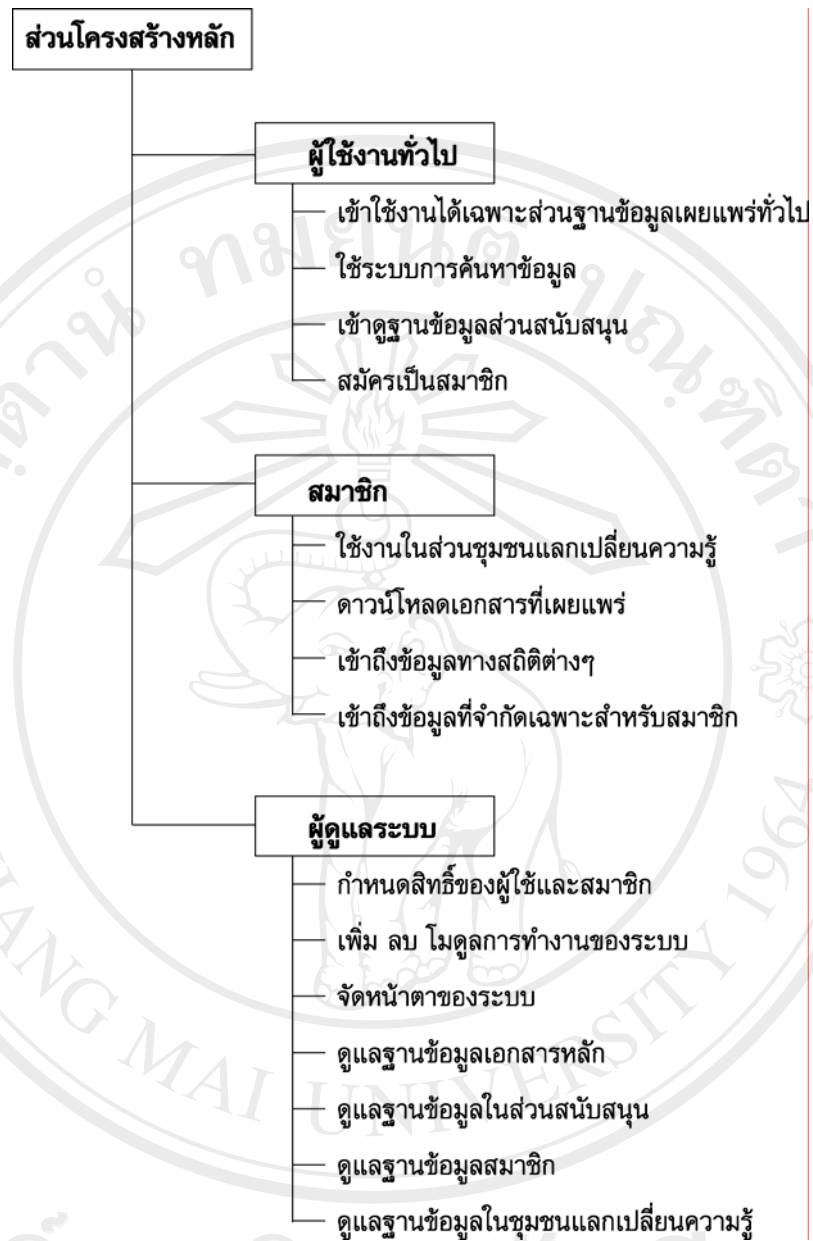 ส่วนโครงสร้างหลัก
ผู้ใช้งานทั่วไป
เข้าใช้งานได้เฉพาะส่วนฐานข้อมูลเผยแพร่ทั่วไป
ใช้ระบบการค้นหาข้อมูล
เข้าดูฐานข้อมูลส่วนสนับสนุน
สมัครเป็นสมาชิก
สมาชิก
ใช้งานในส่วนชุมชนแลกเปลี่ยนความรู้
ดาวน์โหลดเอกสารที่เผยแพร่
เข้าถึงข้อมูลทางสถิติต่างๆ
เข้าถึงข้อมูลที่จำกัดเฉพาะสำหรับสมาชิก
ผู้ดูแลระบบ
กำหนดสิทธิ์ของผู้ใช้และสมาชิก
เพิ่ม ลบ โมดูลการทำงานของระบบ
จัดหน้าตาของระบบ
ดูแลฐานข้อมูลเอกสารหลัก
ดูแลฐานข้อมูลในส่วนสนับสนุน
ดูแลฐานข้อมูลสมาชิก
ดูแลฐานข้อมูลในชุมชนแลกเปลี่ยนความรู้
MAI UNIVERSITY 1964